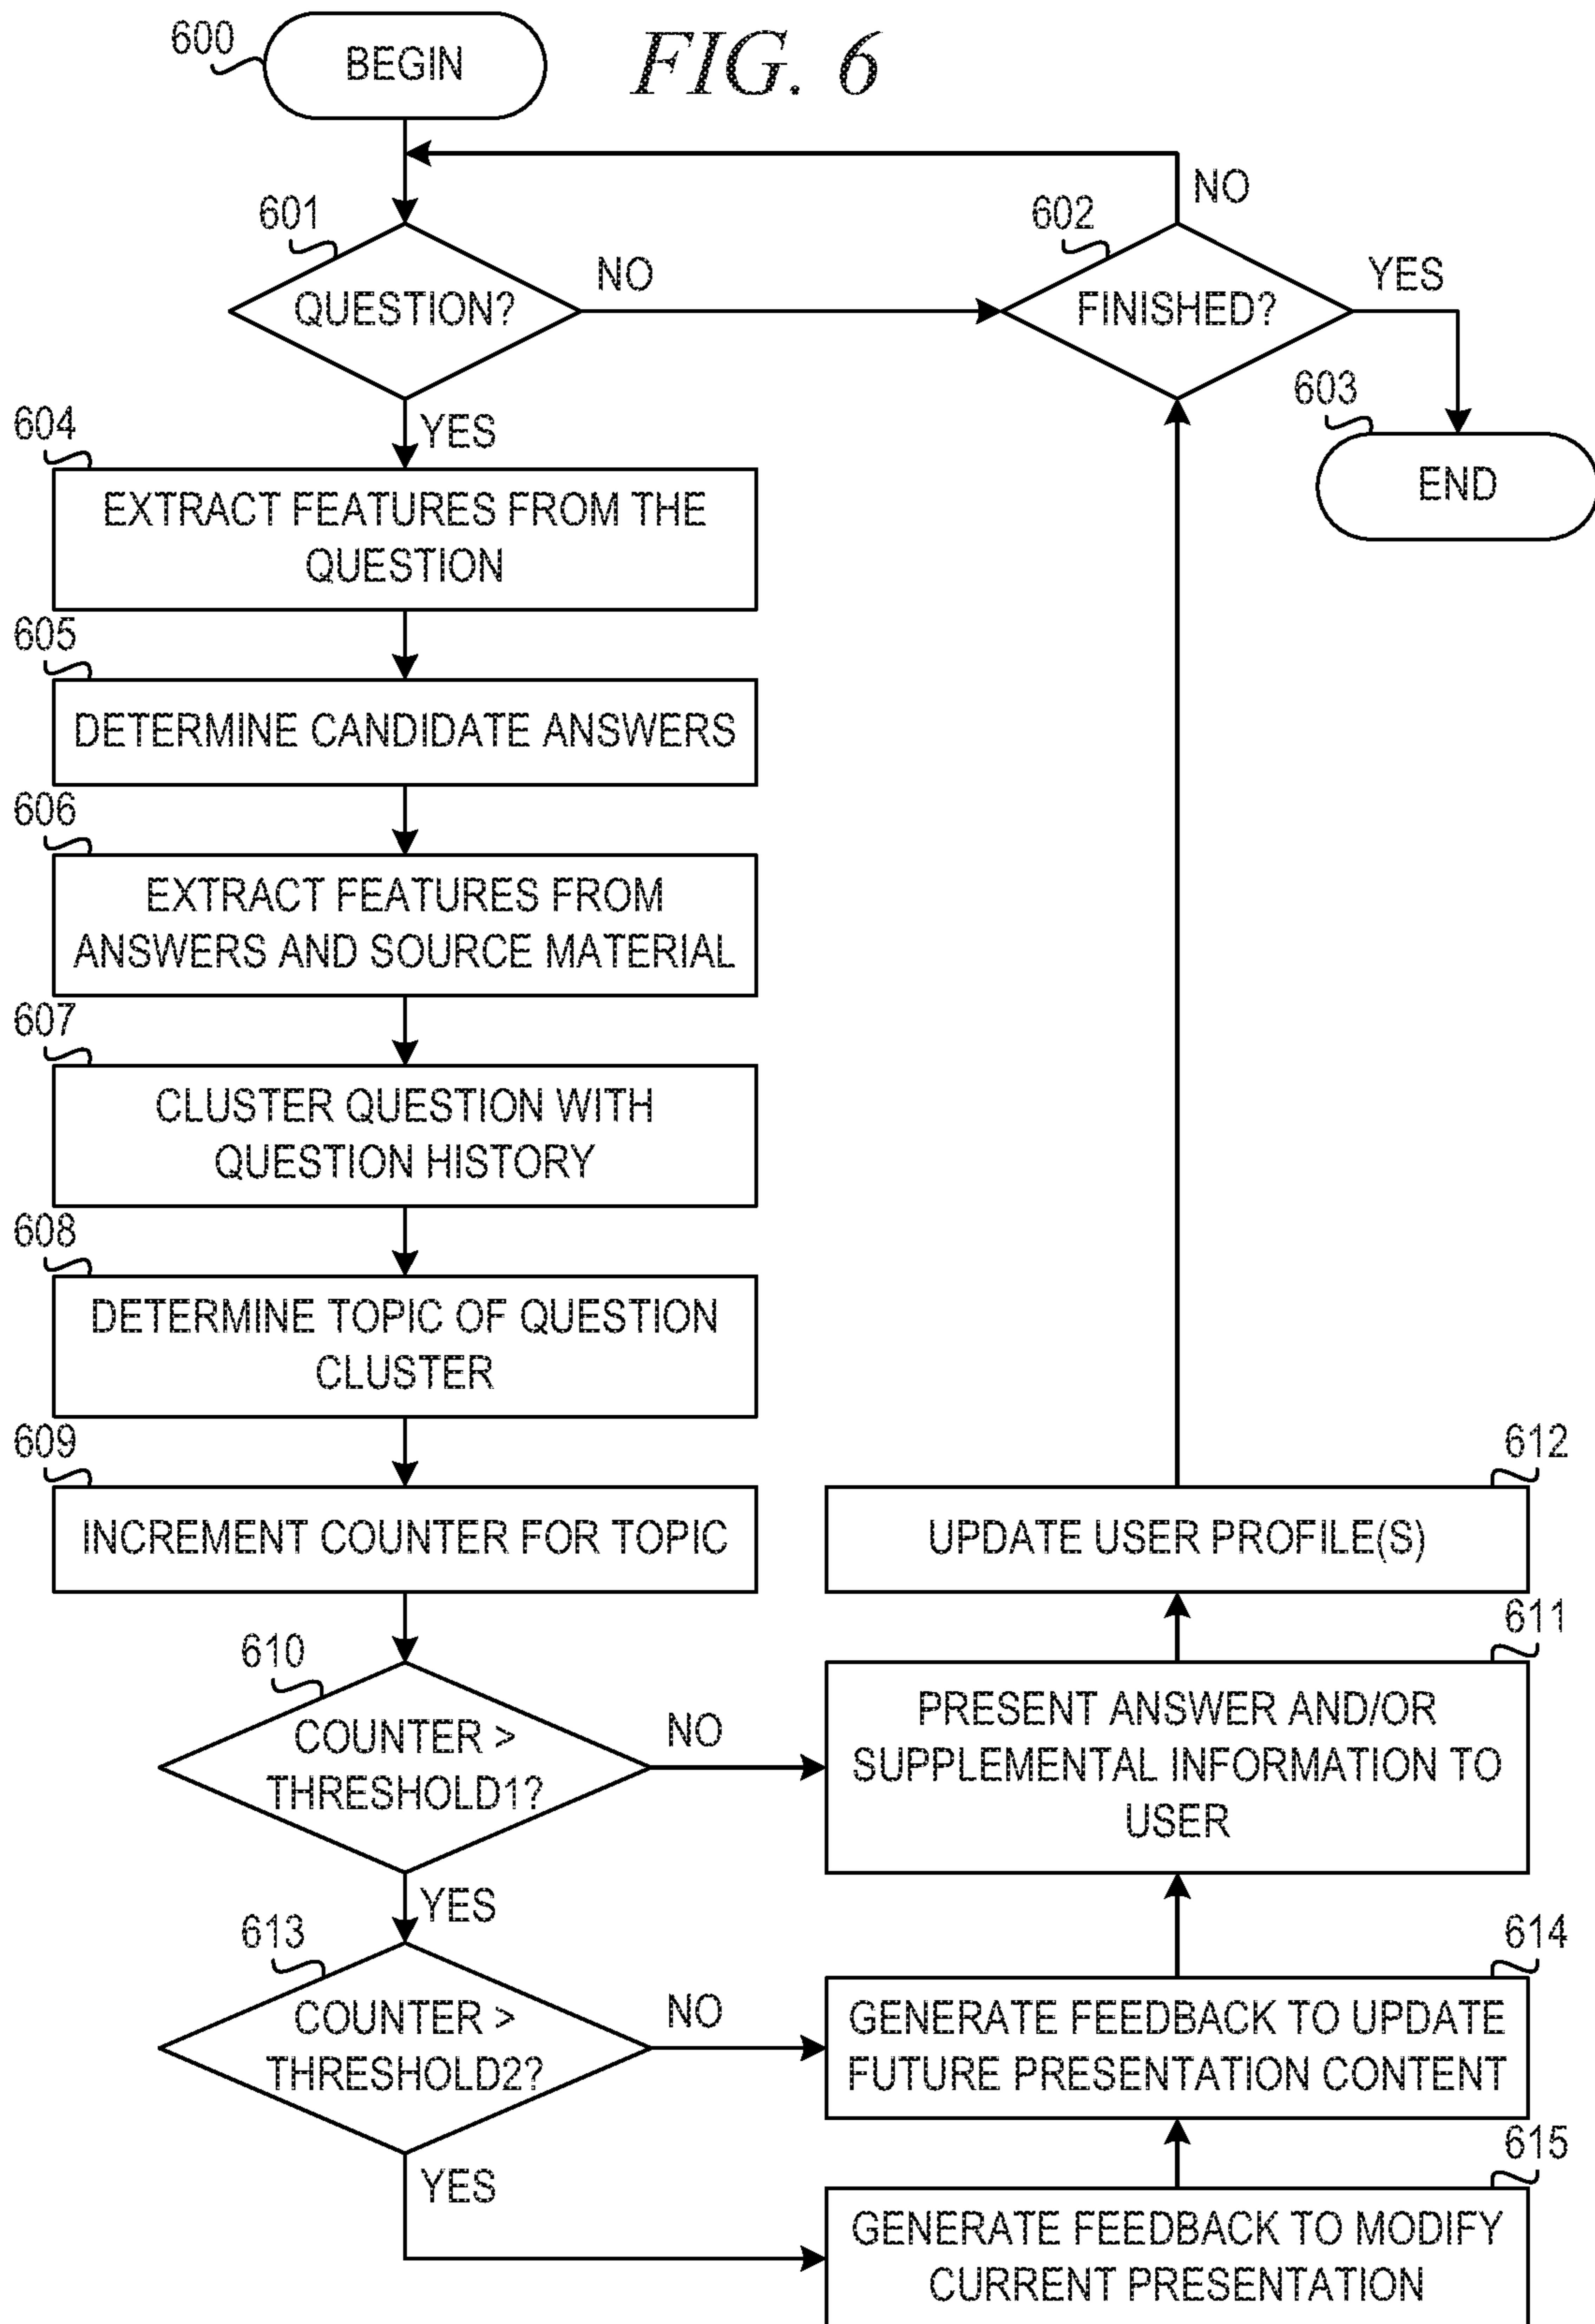 600
BEGIN
FIG. 6
NO
601
602
QUESTION?
NO
FINISHED?
YES
603
END
YES
604
EXTRACT FEATURES FROM THE
QUESTION
605
DETERMINE CANDIDATE ANSWERS
606
EXTRACT FEATURES FROM
ANSWERS AND SOURCE MATERIAL
607
CLUSTER QUESTION WITH
QUESTION HISTORY
608
DETERMINE TOPIC OF QUESTION
CLUSTER
609
INCREMENT COUNTER FOR TOPIC
612
UPDATE USER PROFILE(S)
610
COUNTER >
THRESHOLD1?
NO
611
PRESENT ANSWER AND/OR
SUPPLEMENTAL INFORMATION TO
USER
YES
613
COUNTER >
THRESHOLD2?
NO
614
GENERATE FEEDBACK TO UPDATE
FUTURE PRESENTATION CONTENT
YES
615
GENERATE FEEDBACK TO MODIFY
CURRENT PRESENTATION